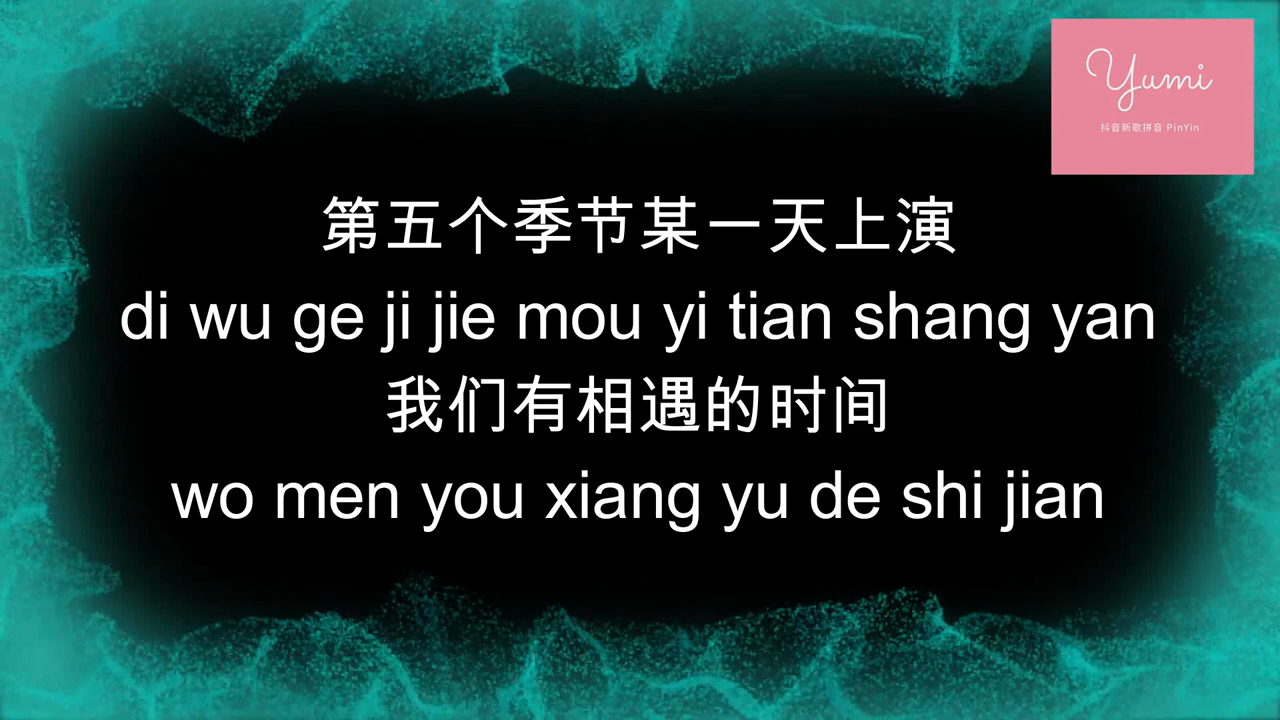 Yumi
抖音新歌拼音 PinYin
第五个季节某一天上演
di wu ge ji jie mou yi tian shang yan
我们有相遇的时间
wo men you xiang yu de shi jian